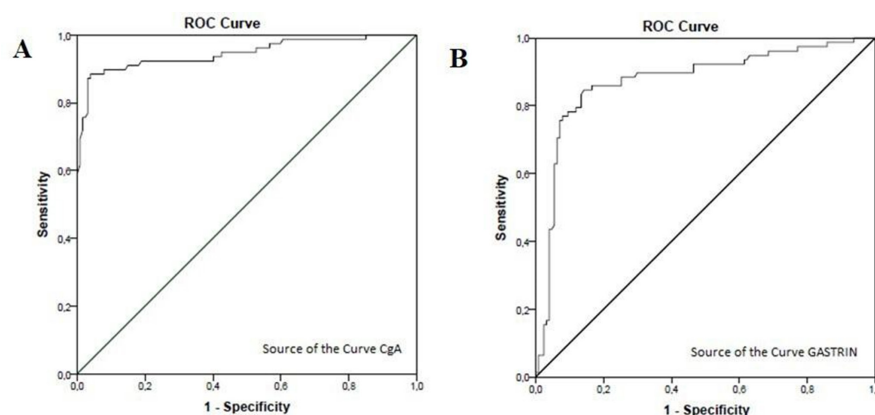 A
ROC Curve
1,0
0,8
0,6
0,4
0,2
0,0
Sensitivity
Source of the Curve CgA
0,0 0,2 0,4 0,6 0,8 1,0
1 - Specificity
B
ROC Curve
1,0
0,8
0,6
0,4
0,2
0,0
Sensitivity
Source of the Curve GASTRIN
0,0 0,2 0,4 0,6 0,8 1,0
1 - Specificity